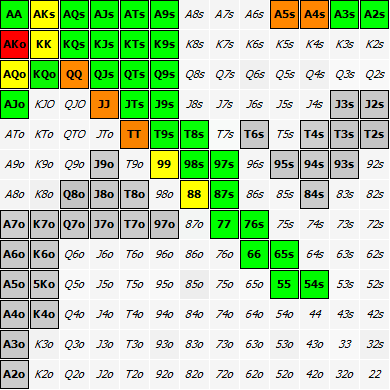 AA AKs AQs AJs ATs A9s A8s A7s A6s A5s A4s A3s A2s
AKo KK KQs KJs KTs K9s K8s K7s K6s K5s K4s K3s K2s
AQo KQo QQ QJs QTs Q9s Q8s Q7s Q6s Q5s Q4s Q3s Q2s
AJo KJO QJO JJ JTs J9s J8s J7s J6s J5s J4s J3s J2s
ATo KTo QTO JTo TT T9s T8s T7s T6s T5s T4s T3s T2s
A9o K9o Q9o J9o T9o 99 98s 97s 96s 95s 94s 93s 92s
A8o K8o Q8o J8o T8o 98o 88 87s 86s 85s 84s 83s 82s
A7o K7o Q7o J7o T7o 97o 87o 77 76s 75s 74s 73s 72s
A6o K6o Q6o J6o T6o 96o 86o 76o 66 65s 64s 63s 62s
A5o 5Ko Q5o J5o T5o 95o 85o 75o 65o 55 54s 53s 52s
A4o K4o Q4o J4o T4o 94o 84o 74o 64o 54o 44 43s 42s
A3o K3o Q3o J3o T3o 93o 83o 73o 63o 53o 43o 33 32s
A2o K2o Q2o J2o T2o 92o 82o 72o 62o 52o 42o 32o 22